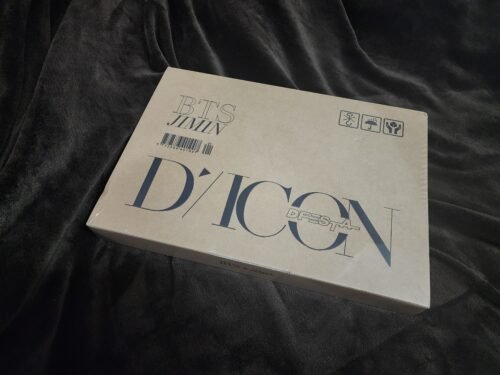 BTS
JIMIN
D'/ICON
DFESTA